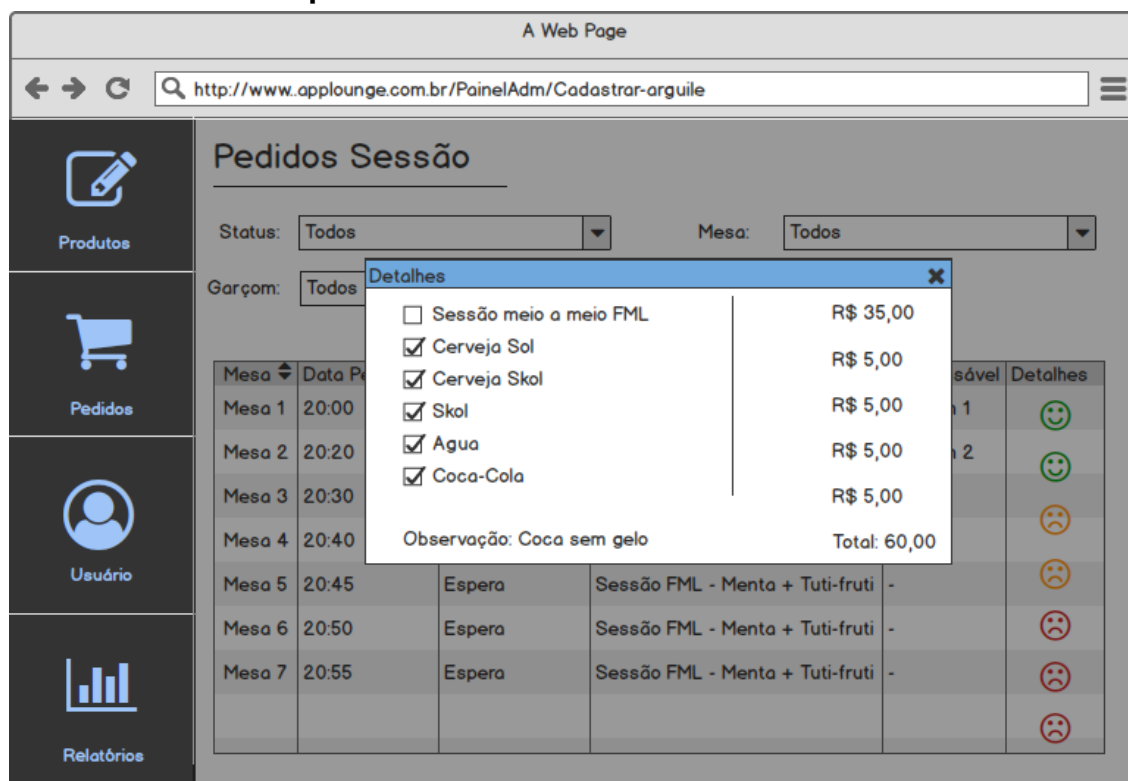 A Web Page
http://www..applounge.com.br/PainelAdm/Cadastrar-arguile
Produtos
Pedidos
Usuário
Relatórios
Pedidos Sessão
Status: Todos Mesa: Todos
Garçom: Todos
Detalhes
Sessão meio a meio FML R$ 35,00
Cerveja Sol R$ 5,00
Cerveja Skol R$ 5,00
Skol R$ 5,00
Agua R$ 5,00
Coca-Cola
Observação: Coca sem gelo Total: 60,00
Mesa Data Pe sável Detalhes
Mesa 1 20:00 1
Mesa 2 20:20 2
Mesa 3 20:30
Mesa 4 20:40
Mesa 5 20:45 Espera Sessão FML - Menta + Tuti-fruti -
Mesa 6 20:50 Espera Sessão FML - Menta + Tuti-fruti -
Mesa 7 20:55 Espera Sessão FML - Menta + Tuti-fruti -